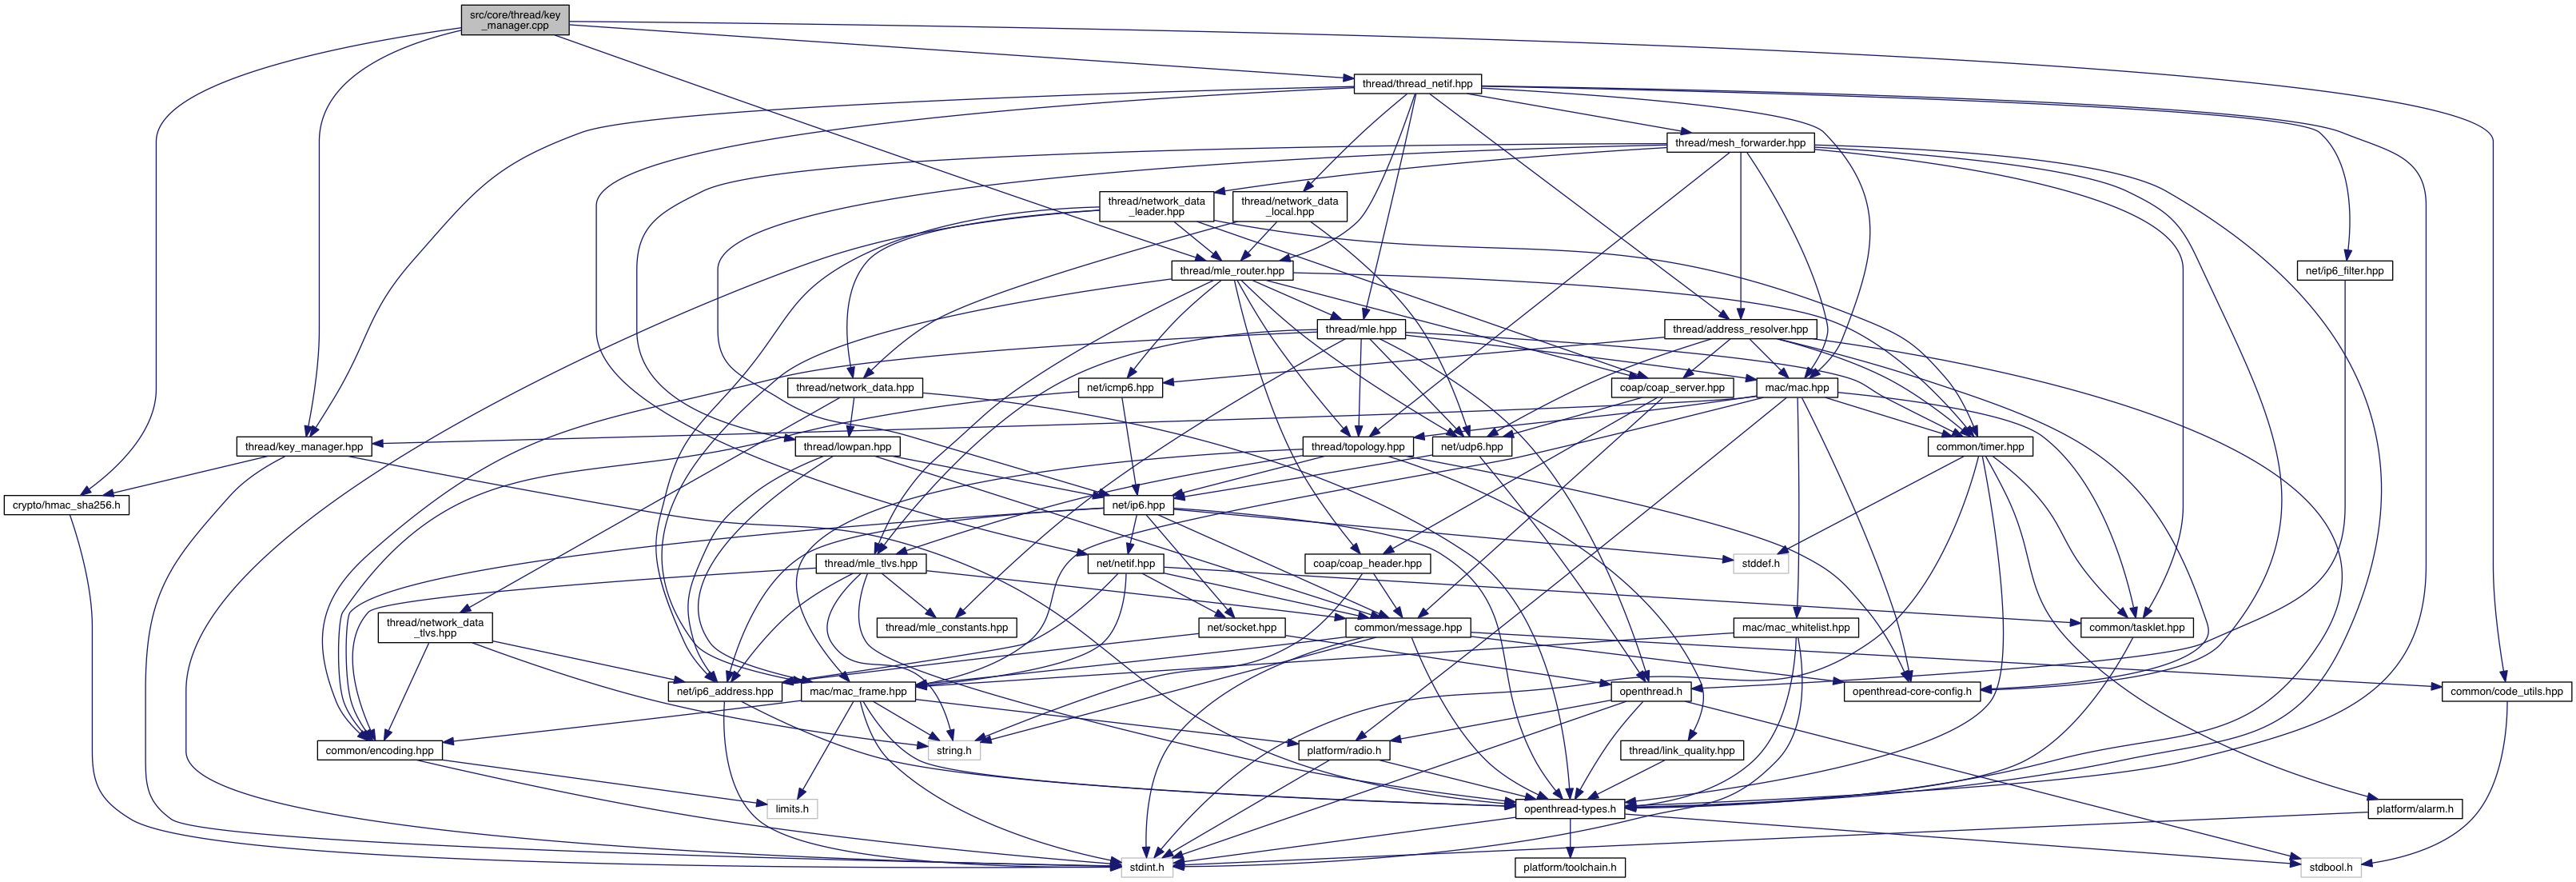 src/core/thread/key
_manager.cpp
thread/thread_netif.hpp
thread/mesh_forwarder.hpp
thread/network_data
_leader.hpp
thread/network_data
_local.hpp
thread/mle_router.hpp
net/ip6_filter.hpp
thread/mle.hpp
thread/address_resolver.hpp
thread/network_data.hpp
net/icmp6.hpp
coap/coap_server.hpp
mac/mac.hpp
thread/key_manager.hpp
thread/lowpan.hpp
thread/topology.hpp
net/udp6.hpp
common/timer.hpp
crypto/hmac_sha256.h
net/ip6.hpp
thread/mle_tlvs.hpp
net/netif.hpp
coap/coap_header.hpp
stddef.h
thread/network_data
_tlvs.hpp
thread/mle_constants.hpp
net/socket.hpp
common/message.hpp
mac/mac_whitelist.hpp
common/tasklet.hpp
net/ip6_address.hpp
mac/mac_frame.hpp
openthread.h
openthread-core-config.h
common/code_utils.hpp
common/encoding.hpp
string.h
platform/radio.h
thread/link_quality.hpp
limits.h
openthread-types.h
platform/alarm.h
stdint.h
platform/toolchain.h
stdbool.h